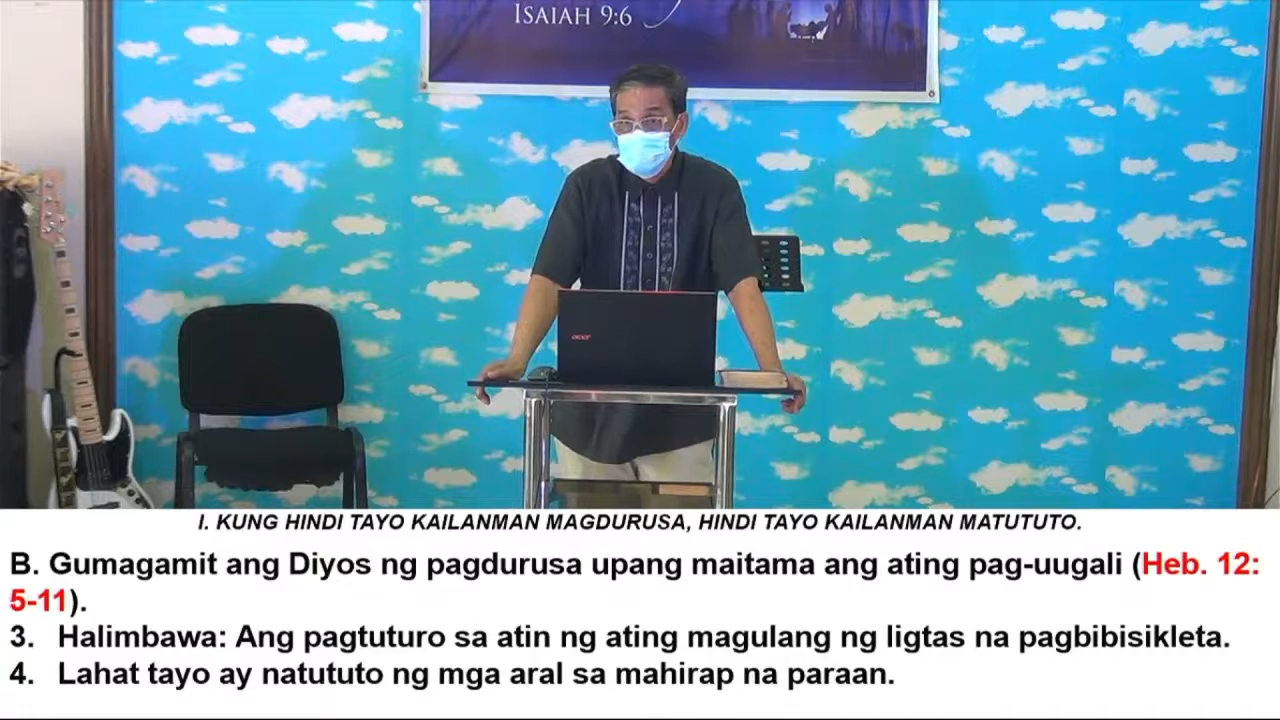 ISAIAH 9:6
acer
I. KUNG HINDI TAYO KAILANMAN MAGDURUSA, HINDI TAYO KAILANMAN MATUTUTO.
B. Gumagamit ang Diyos ng pagdurusa upang maitama ang ating pag-uugali (Heb. 12:
5-11).
3. Halimbawa: Ang pagtuturo sa atin ng ating magulang ng ligtas na pagbibisikleta.
4. Lahat tayo ay natututo ng mga aral sa mahirap na paraan.